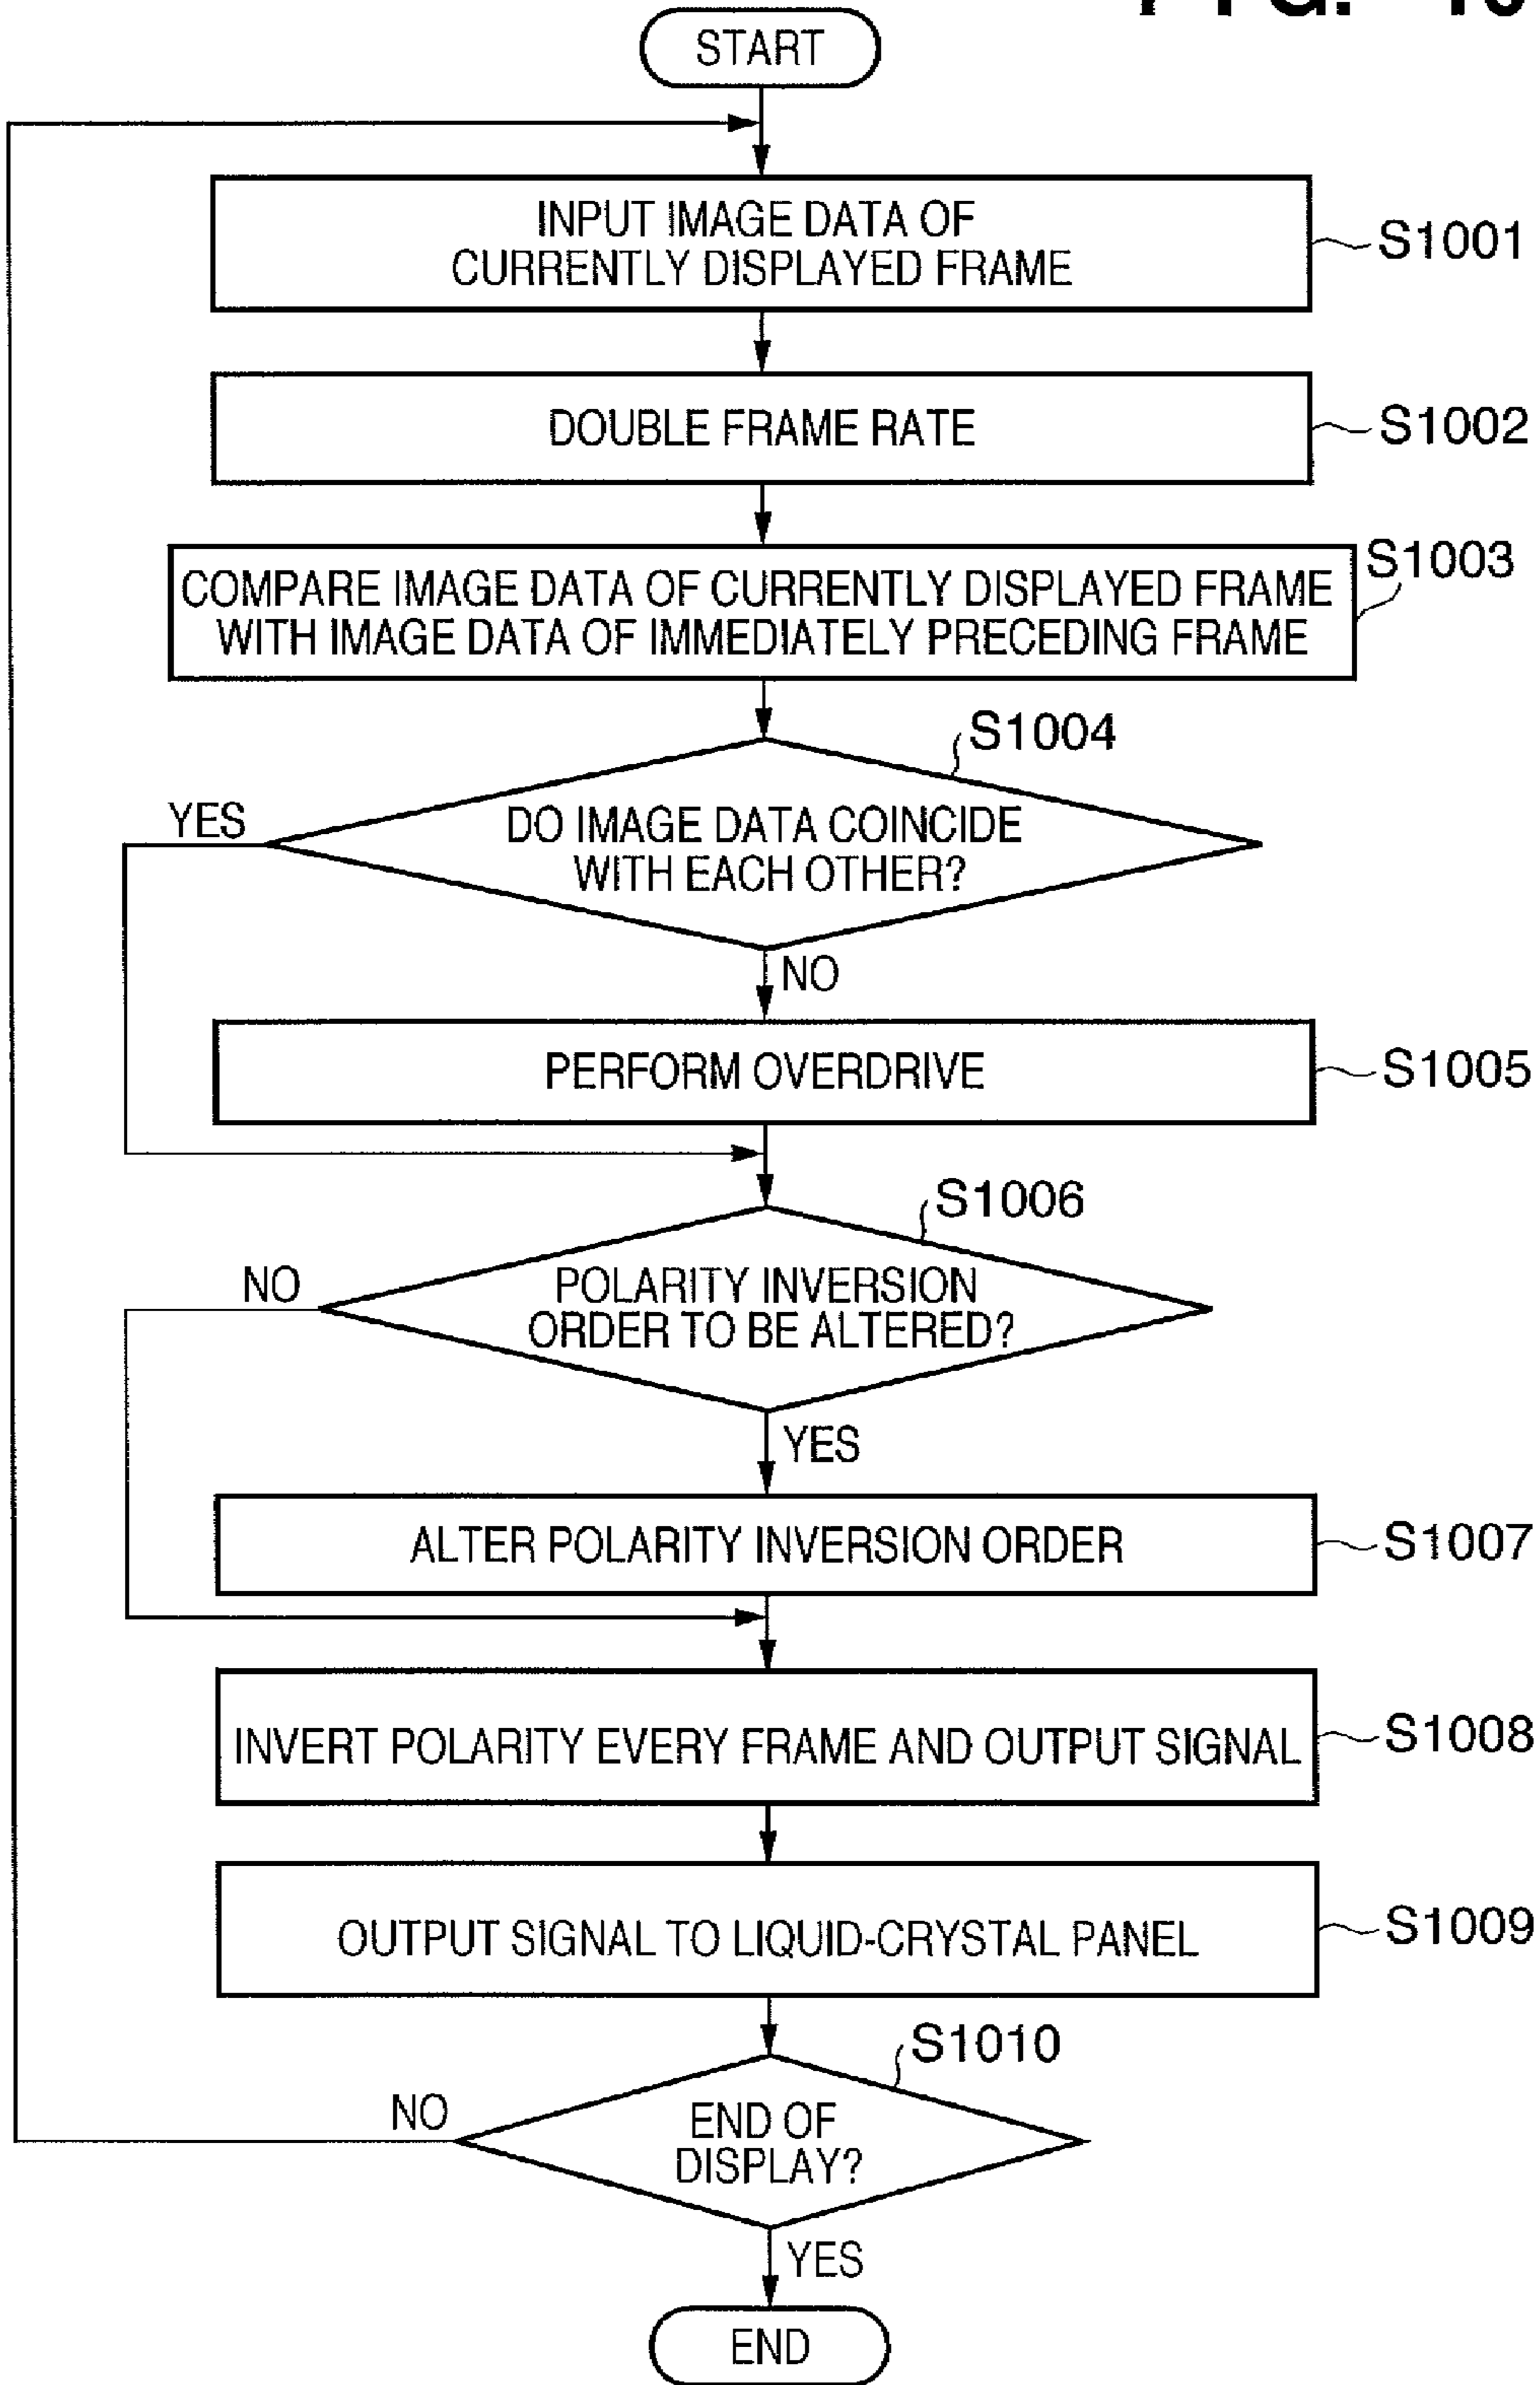 START
INPUT IMAGE DATA OF
CURRENTLY DISPLAYED FRAME
S1001
DOUBLE FRAME RATE
S1002
COMPARE IMAGE DATA OF CURRENTLY DISPLAYED FRAME
WITH IMAGE DATA OF IMMEDIATELY PRECEDING FRAME
S1003
S1004
DO IMAGE DATA COINCIDE
WITH EACH OTHER?
YES
NO
PERFORM OVERDRIVE
S1005
S1006
POLARITY INVERSION
ORDER TO BE ALTERED?
NO
YES
ALTER POLARITY INVERSION ORDER
S1007
INVERT POLARITY EVERY FRAME AND OUTPUT SIGNAL
S1008
OUTPUT SIGNAL TO LIQUID-CRYSTAL PANEL
S1009
S1010
END OF
DISPLAY?
NO
YES
END